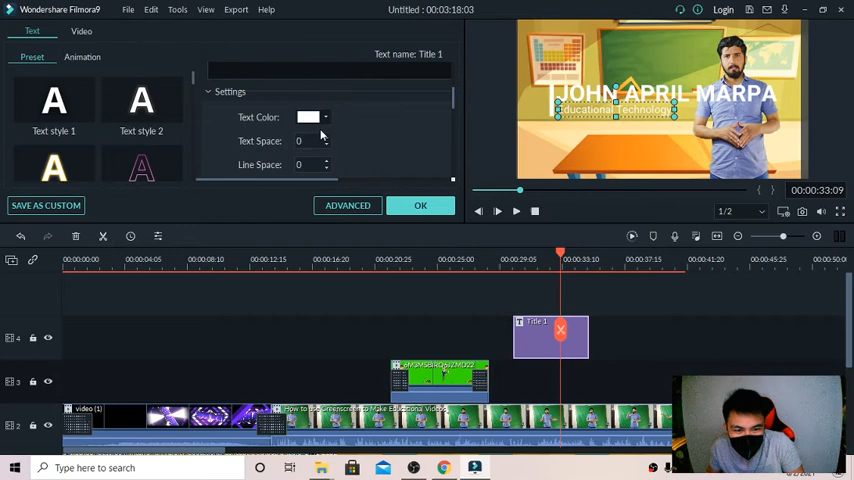 Wondershare Filmora9
File Edit Tools View Export Help
Untitled : 00:03:18:03
Login
Text Video
Preset Animation
Text name: Title 1
Settings
A A
Text style 1 Text style 2
Text Color:
Text Space: 0
Line Space: 0
A A
SAVE AS CUSTOM
ADVANCED
OK
JOHN APRIL MARPA
Educational Technology
00:00:33:09
1/2
00:00:00:00 00:00:04:05 00:00:08:10 00:00:12:15 00:00:16:20 00:00:20:25 00:00:25:00 00:00:29:05 00:00:33:10 00:00:37:15 00:00:41:20 00:00:45:25 00:00:50:0
4
T Title 1
3
2
video (1)
How to use Greenscreen to Make Educational Videos
Type here to search